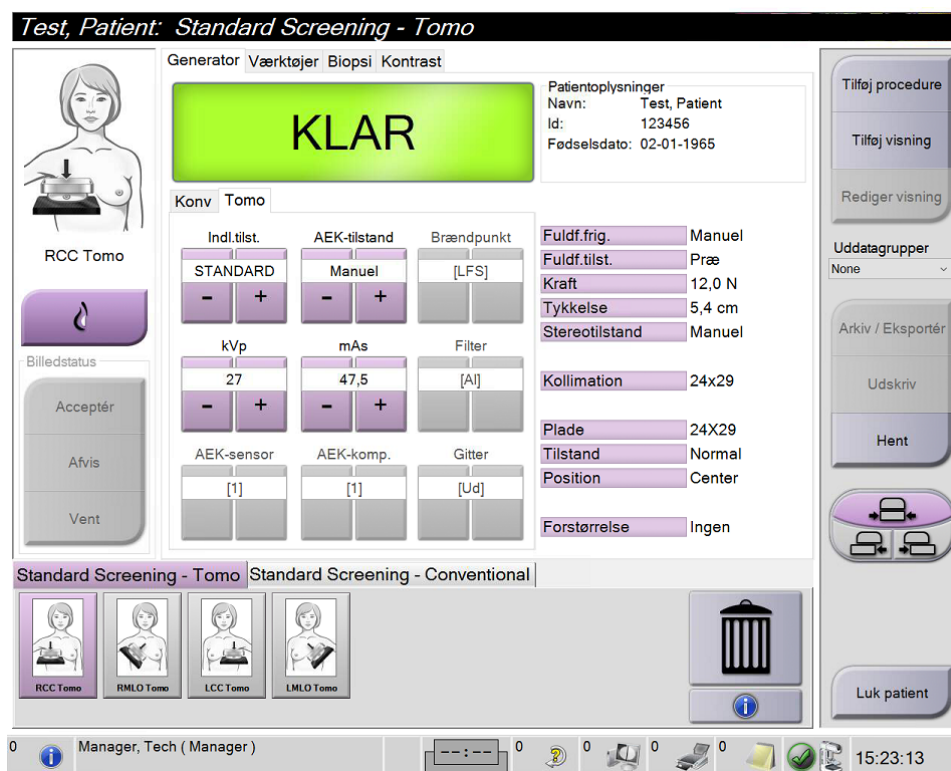 Test, Patient:  Standard Screening - Tomo
Generator Værktøjer Biopsi Kontrast
KLAR
Patientoplysninger
Navn: Test, Patient
Id: 123456
Fødselsdato: 02-01-1965
Tilføj procedure
Tilføj visning
Rediger visning
Uddatagrupper
None
Arkiv / Eksportér
Udskriv
Hent
Luk patient
RCC Tomo
Billedstatus
Acceptér
Afvis
Vent
Konv Tomo
Indl.tilst. AEK-tilstand Brændpunkt
STANDARD Manuel [LFS]
- + - +
kVp mAs Filter
27 47,5 [Al]
- + - +
AEK-sensor AEK-komp. Gitter
[1] [1] [Ud]
Fuldf.frig. Manuel
Fuldf.tilst. Præ
Kraft 12,0 N
Tykkelse 5,4 cm
Stereotilstand Manuel
Kollimation 24x29
Plade 24X29
Tilstand Normal
Position Center
Forstørrelse Ingen
Standard Screening - Tomo Standard Screening - Conventional
RCC Tomo RMLO Tomo LCC Tomo LMLO Tomo
0 Manager, Tech ( Manager ) --:-- 0 0 0 0 15:23:13